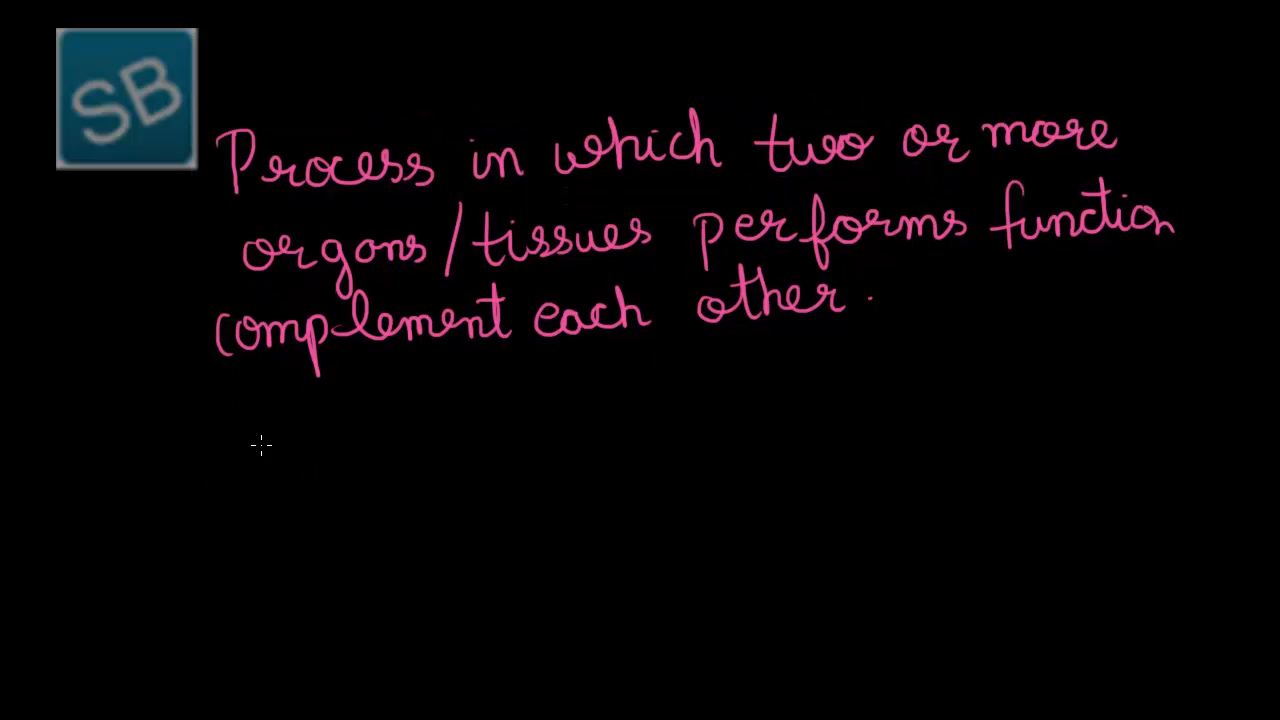 SB
Process in which two or more
organs/tissues performs function
complement each other.